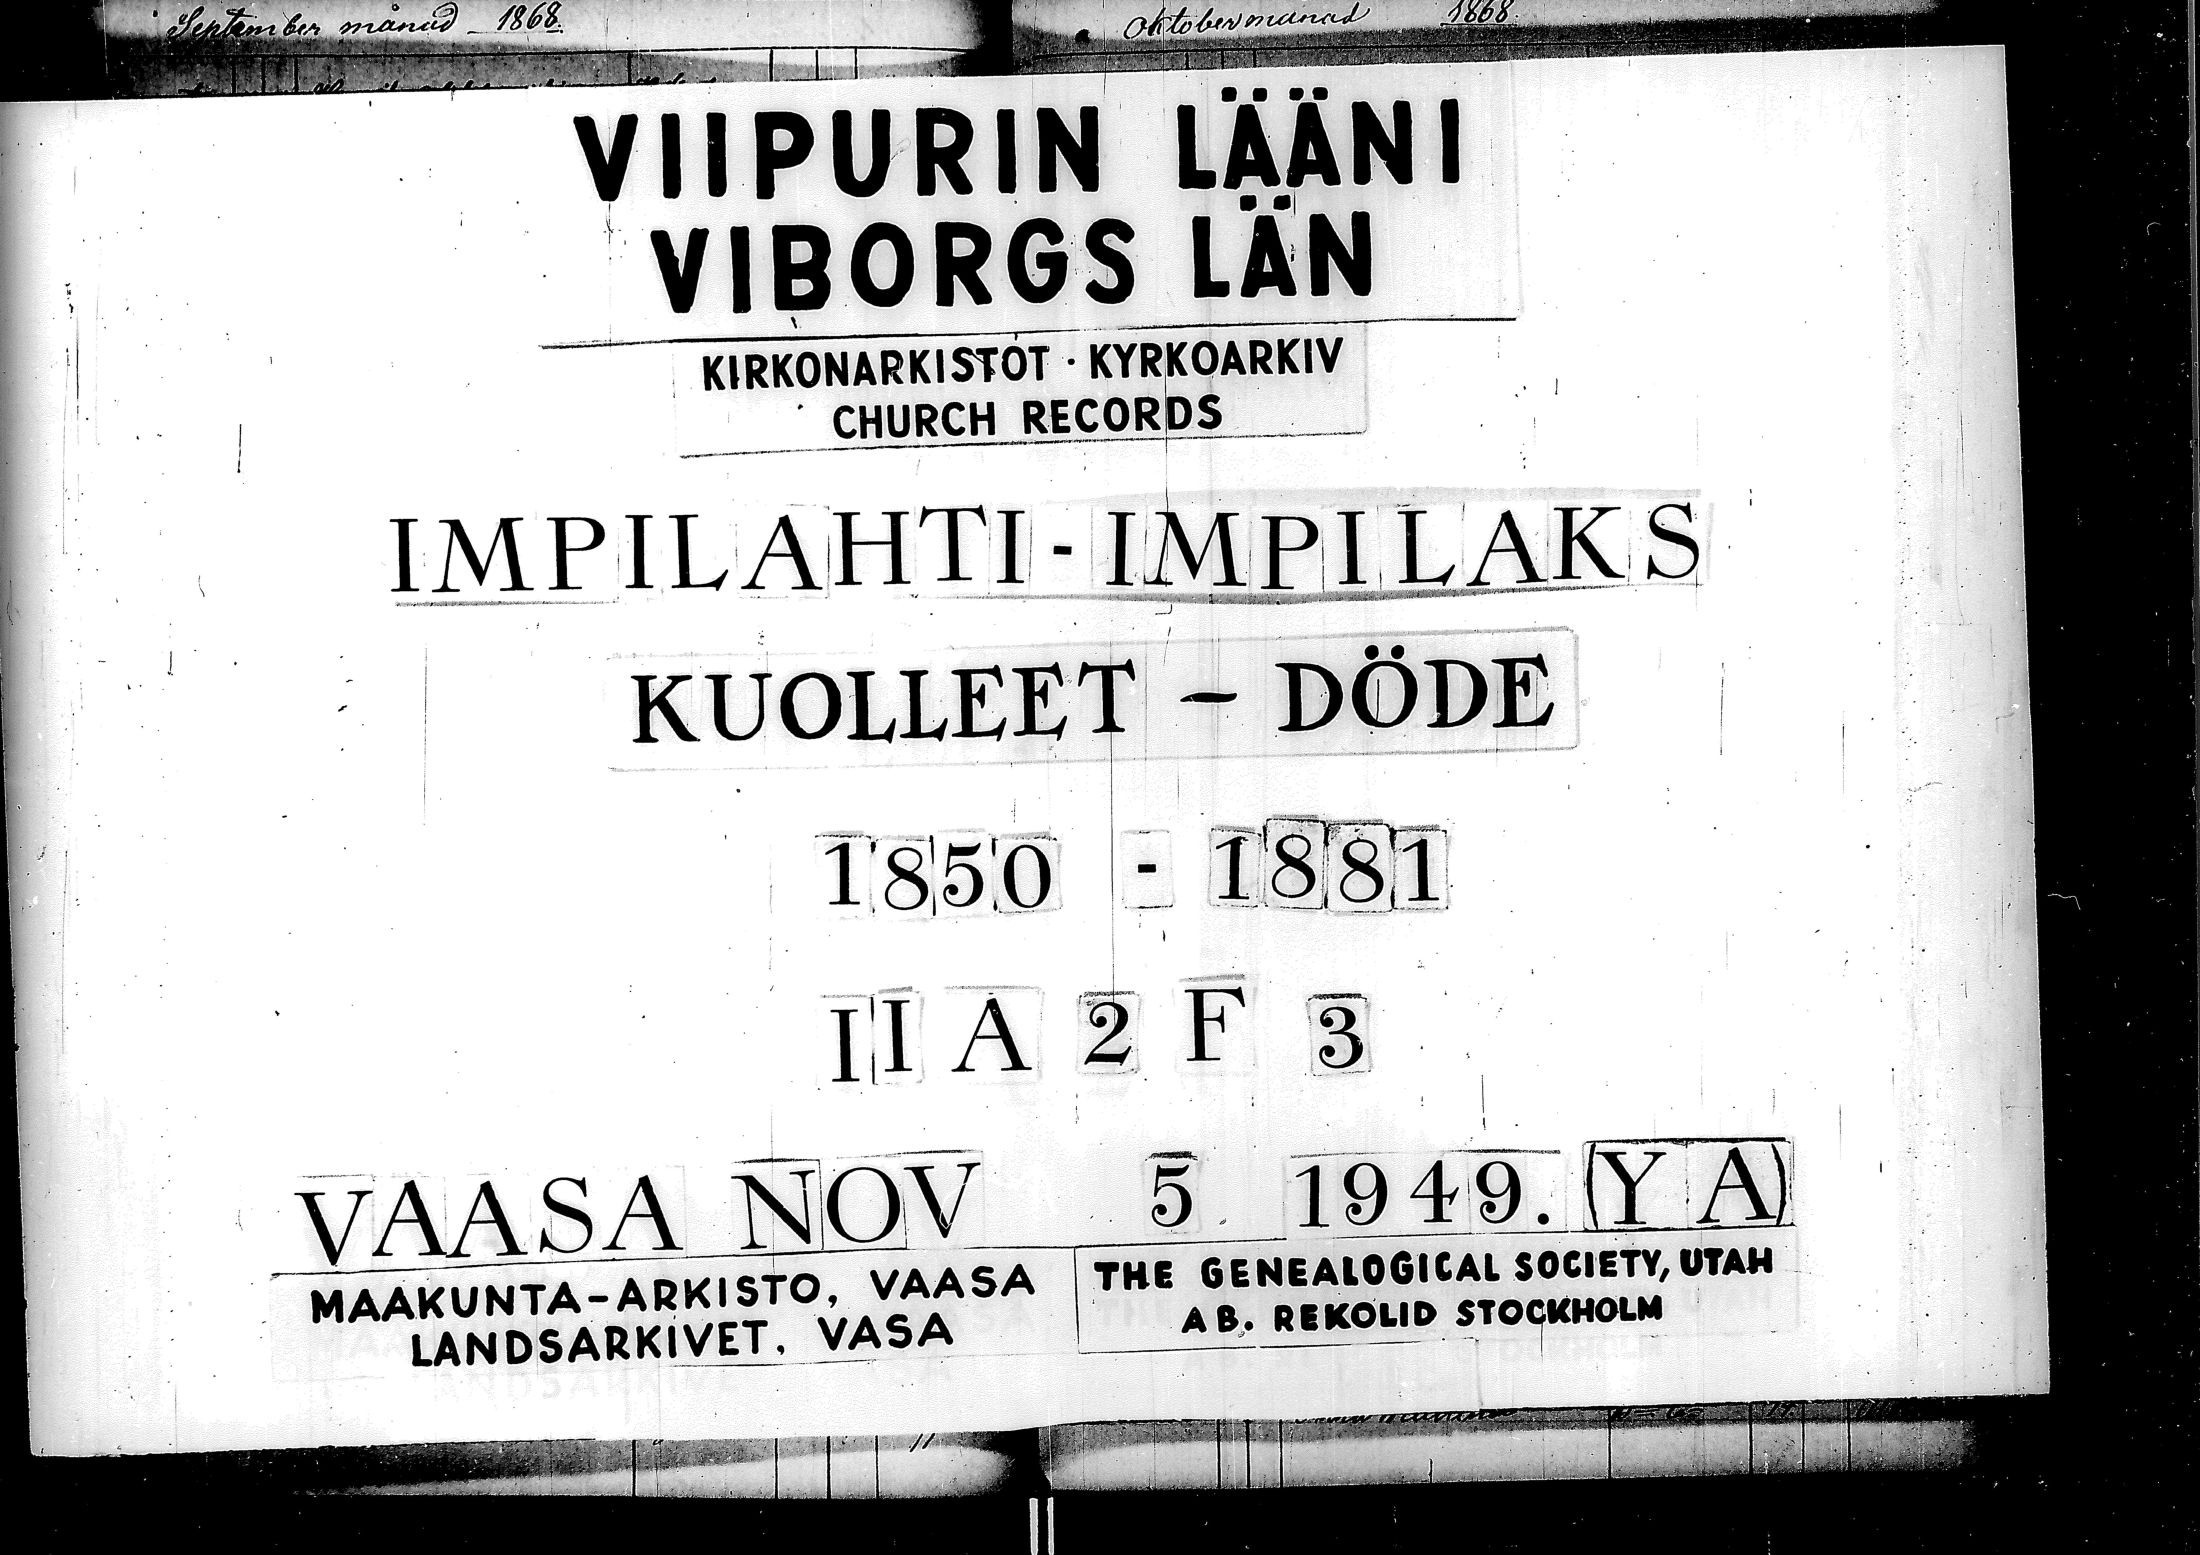 September månad - 1868.
Oktober månad 1868.
VIIPURIN LÄÄNI
VIBORGS LÄN
KIRKONARKISTOT · KYRKOARKIV
CHURCH RECORDS
IMPILAHTI - IMPILAKS
KUOLLEET – DÖDE
1850 - 1881
II A 2 F 3
VAASA NOV 5 1949. (Y A)
MAAKUNTA-ARKISTO, VAASA
LANDSARKIVET, VASA
THE GENEALOGICAL SOCIETY, UTAH
AB. REKOLID STOCKHOLM